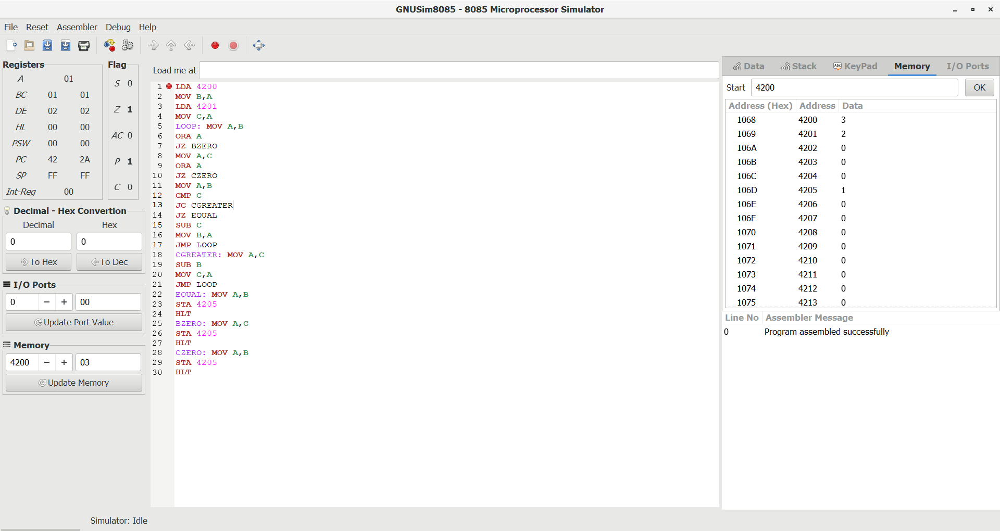 GNUSim8085 - 8085 Microprocessor Simulator
File Reset Assembler Debug Help
Registers
A 01
BC 01 01
DE 02 02
HL 00 00
PSW 00 00
PC 42 2A
SP FF FF
Int-Reg 00
Flag
S 0
Z 1
AC 0
P 1
C 0
Decimal - Hex Convertion
Decimal Hex
0 0
To Hex To Dec
I/O Ports
0 − + 00
Update Port Value
Memory
4200 − + 03
Update Memory
Load me at
1 LDA 4200
2 MOV B,A
3 LDA 4201
4 MOV C,A
5 LOOP: MOV A,B
6 ORA A
7 JZ BZERO
8 MOV A,C
9 ORA A
10 JZ CZERO
11 MOV A,B
12 CMP C
13 JC CGREATER
14 JZ EQUAL
15 SUB C
16 MOV B,A
17 JMP LOOP
18 CGREATER: MOV A,C
19 SUB B
20 MOV C,A
21 JMP LOOP
22 EQUAL: MOV A,B
23 STA 4205
24 HLT
25 BZERO: MOV A,C
26 STA 4205
27 HLT
28 CZERO: MOV A,B
29 STA 4205
30 HLT
Data Stack Abc KeyPad Memory I/O Ports
Start 4200 OK
Address (Hex) Address Data
1068 4200 3
1069 4201 2
106A 4202 0
106B 4203 0
106C 4204 0
106D 4205 1
106E 4206 0
106F 4207 0
1070 4208 0
1071 4209 0
1072 4210 0
1073 4211 0
1074 4212 0
1075 4213 0
Line No Assembler Message
0 Program assembled successfully
Simulator: Idle